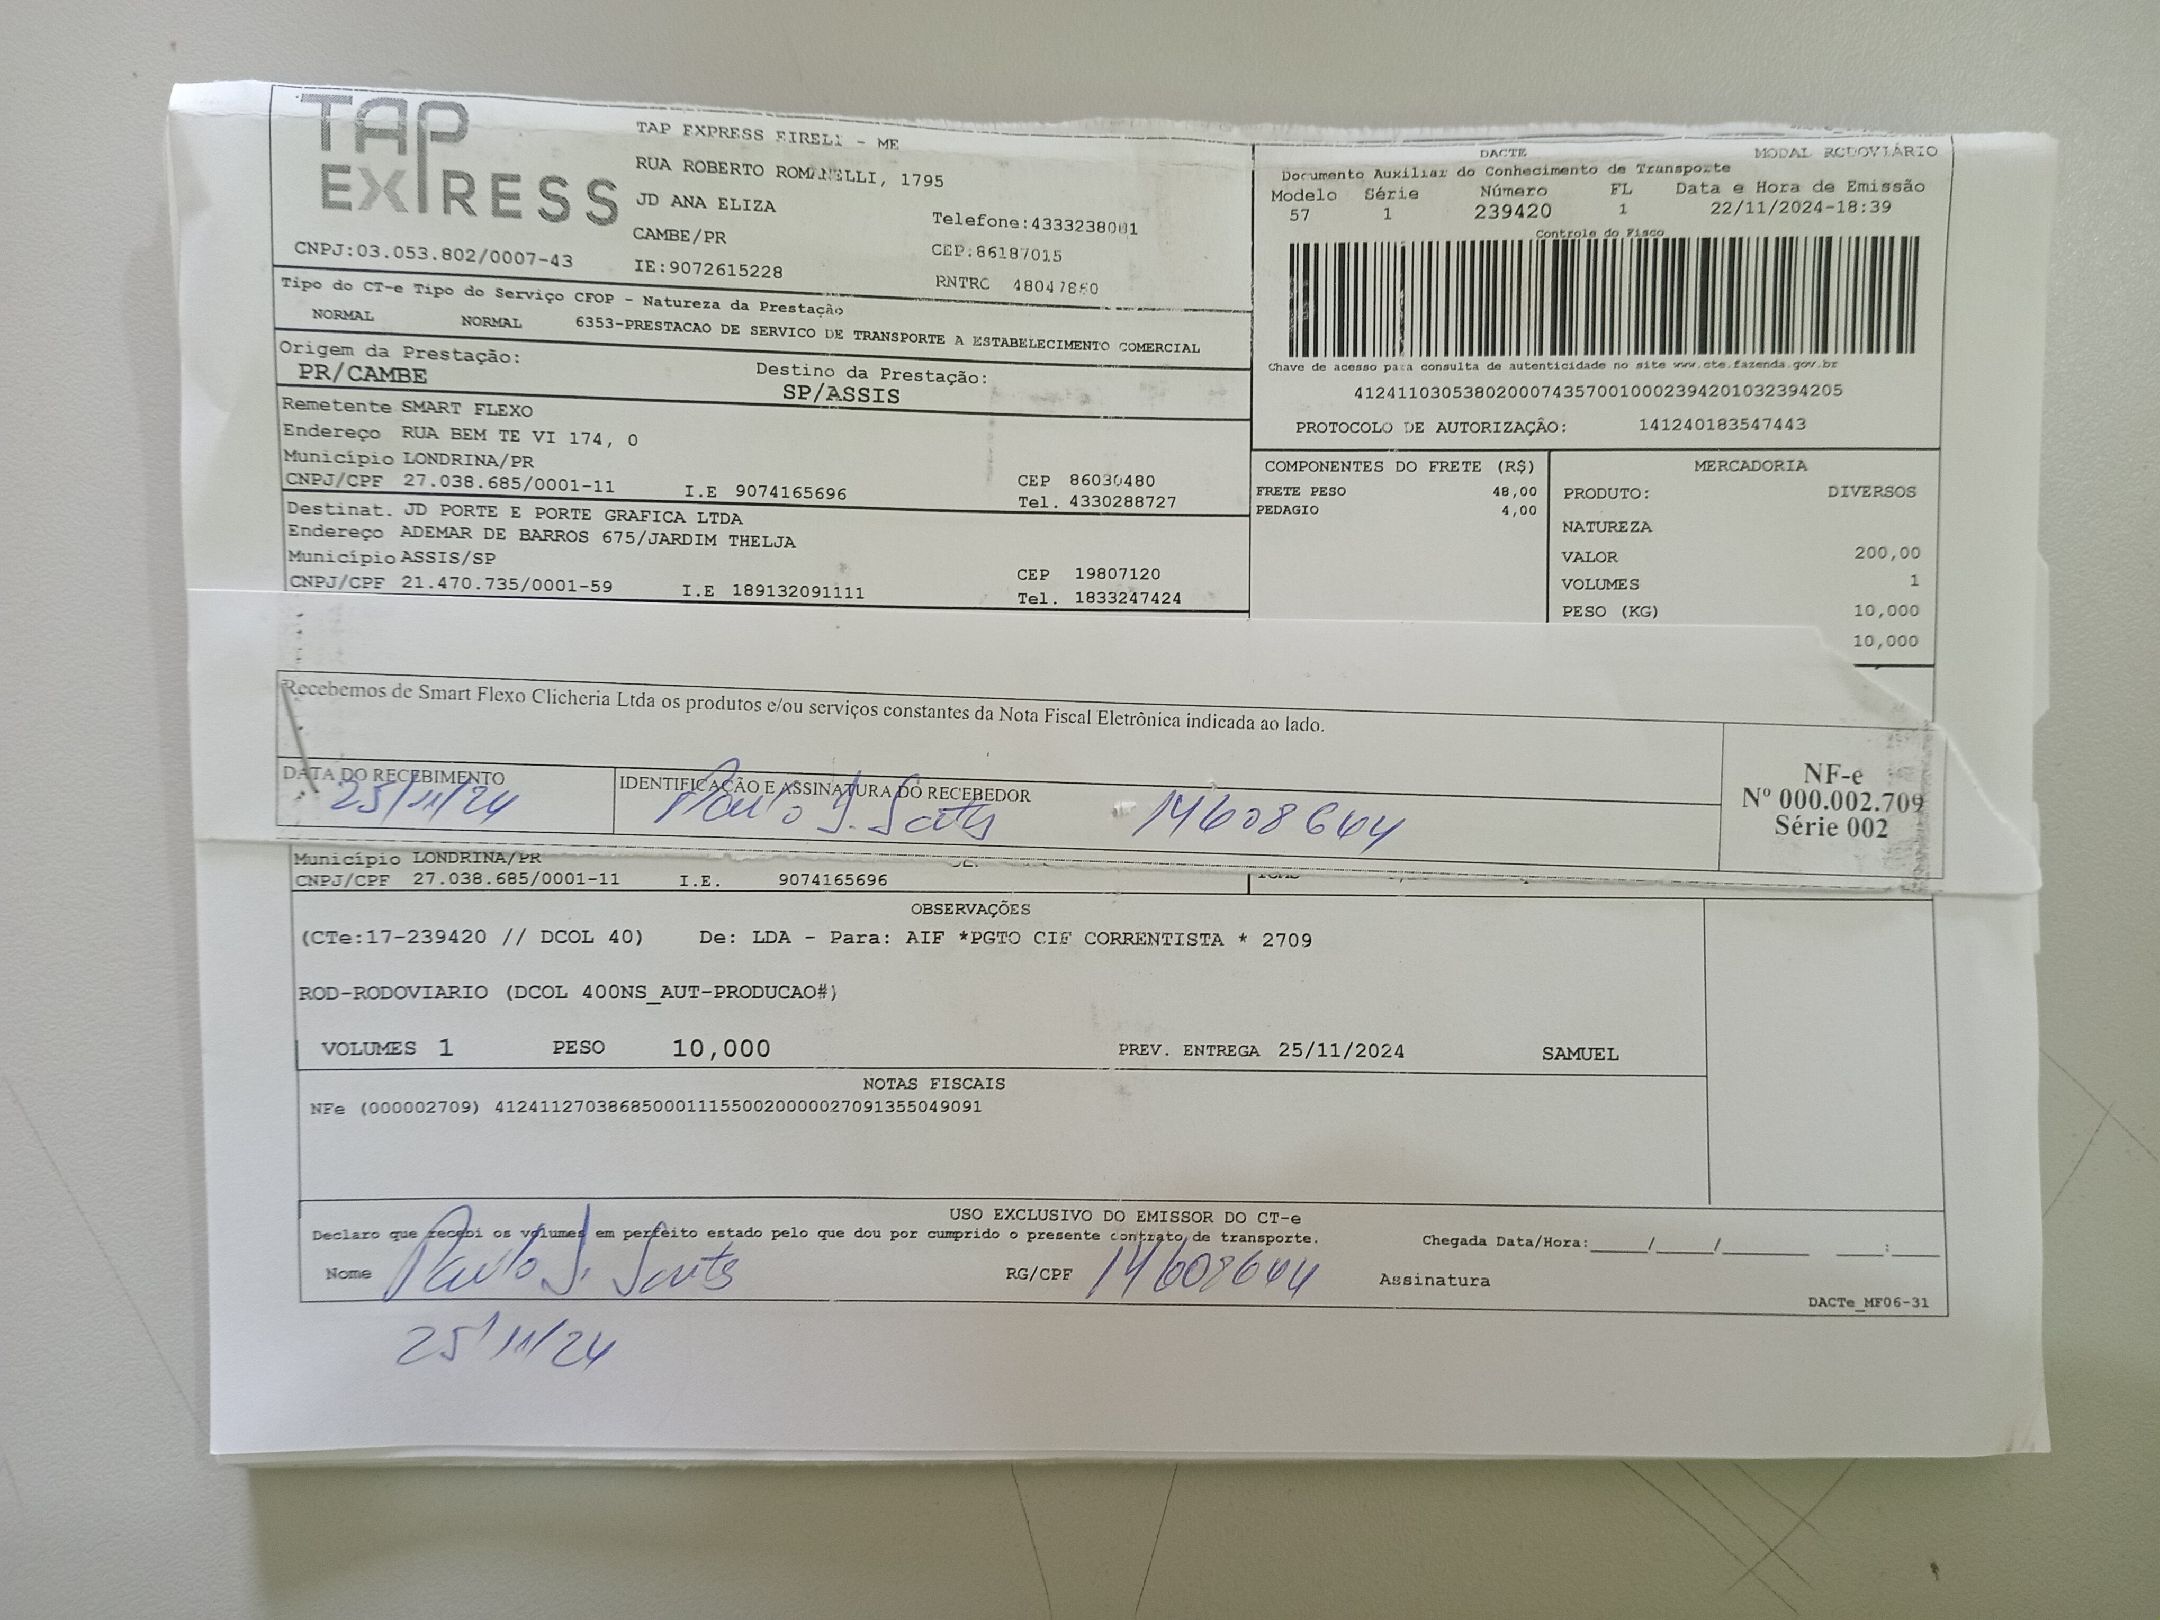 TAP EXPRESS
TAP EXPRESS EIRELI - ME
RUA ROBERTO ROMANELLI, 1795
JD ANA ELIZA
Telefone:4333238001
CAMBE/PR
CEP:86187015
CNPJ:03.053.802/0007-43
IE:9072615228
RNTRC 48047860
DACTE MODAL RODOVIÁRIO
Documento Auxiliar do Conhecimento de Transporte
Modelo Série Número FL Data e Hora de Emissão
57 1 239420 1 22/11/2024-18:39
Controle do Fisco
Chave de acesso para consulta de autenticidade no site www.cte.fazenda.gov.br
41241103053802000743570010002394201032394205
PROTOCOLO DE AUTORIZAÇÃO: 141240183547443
Tipo do CT-e Tipo do Serviço CFOP - Natureza da Prestação
NORMAL NORMAL 6353-PRESTACAO DE SERVICO DE TRANSPORTE A ESTABELECIMENTO COMERCIAL
Origem da Prestação: Destino da Prestação:
PR/CAMBE SP/ASSIS
Remetente SMART FLEXO
Endereço RUA BEM TE VI 174, 0
Município LONDRINA/PR CEP 86030480
CNPJ/CPF 27.038.685/0001-11 I.E 9074165696 Tel. 4330288727
Destinat. JD PORTE E PORTE GRAFICA LTDA
Endereço ADEMAR DE BARROS 675/JARDIM THELJA
Município ASSIS/SP CEP 19807120
CNPJ/CPF 21.470.735/0001-59 I.E 189132091111 Tel. 1833247424
COMPONENTES DO FRETE (R$)
FRETE PESO 48,00
PEDAGIO 4,00
MERCADORIA
PRODUTO: DIVERSOS
NATUREZA
VALOR 200,00
VOLUMES 1
PESO (KG) 10,000
10,000
Recebemos de Smart Flexo Clicheria Ltda os produtos e/ou serviços constantes da Nota Fiscal Eletrônica indicada ao lado.
DATA DO RECEBIMENTO IDENTIFICAÇÃO E ASSINATURA DO RECEBEDOR
25/11/24 Paulo J. Santos 14608644
NF-e
Nº 000.002.709
Série 002
Município LONDRINA/PR
CNPJ/CPF 27.038.685/0001-11 I.E. 9074165696
OBSERVAÇÕES
(CTe:17-239420 // DCOL 40) De: LDA - Para: AIF *PGTO CIF CORRENTISTA * 2709
ROD-RODOVIARIO (DCOL 400NS_AUT-PRODUCAO#)
VOLUMES 1 PESO 10,000 PREV. ENTREGA 25/11/2024 SAMUEL
NOTAS FISCAIS
NFe (000002709) 41241127038685000111550020000027091355049091
USO EXCLUSIVO DO EMISSOR DO CT-e
Declaro que recebi os volumes em perfeito estado pelo que dou por cumprido o presente contrato de transporte.
Chegada Data/Hora:____/____/______ ___:___
Nome Paulo J. Santos RG/CPF 14608644 Assinatura
DACTe_MF06-31
25/11/24